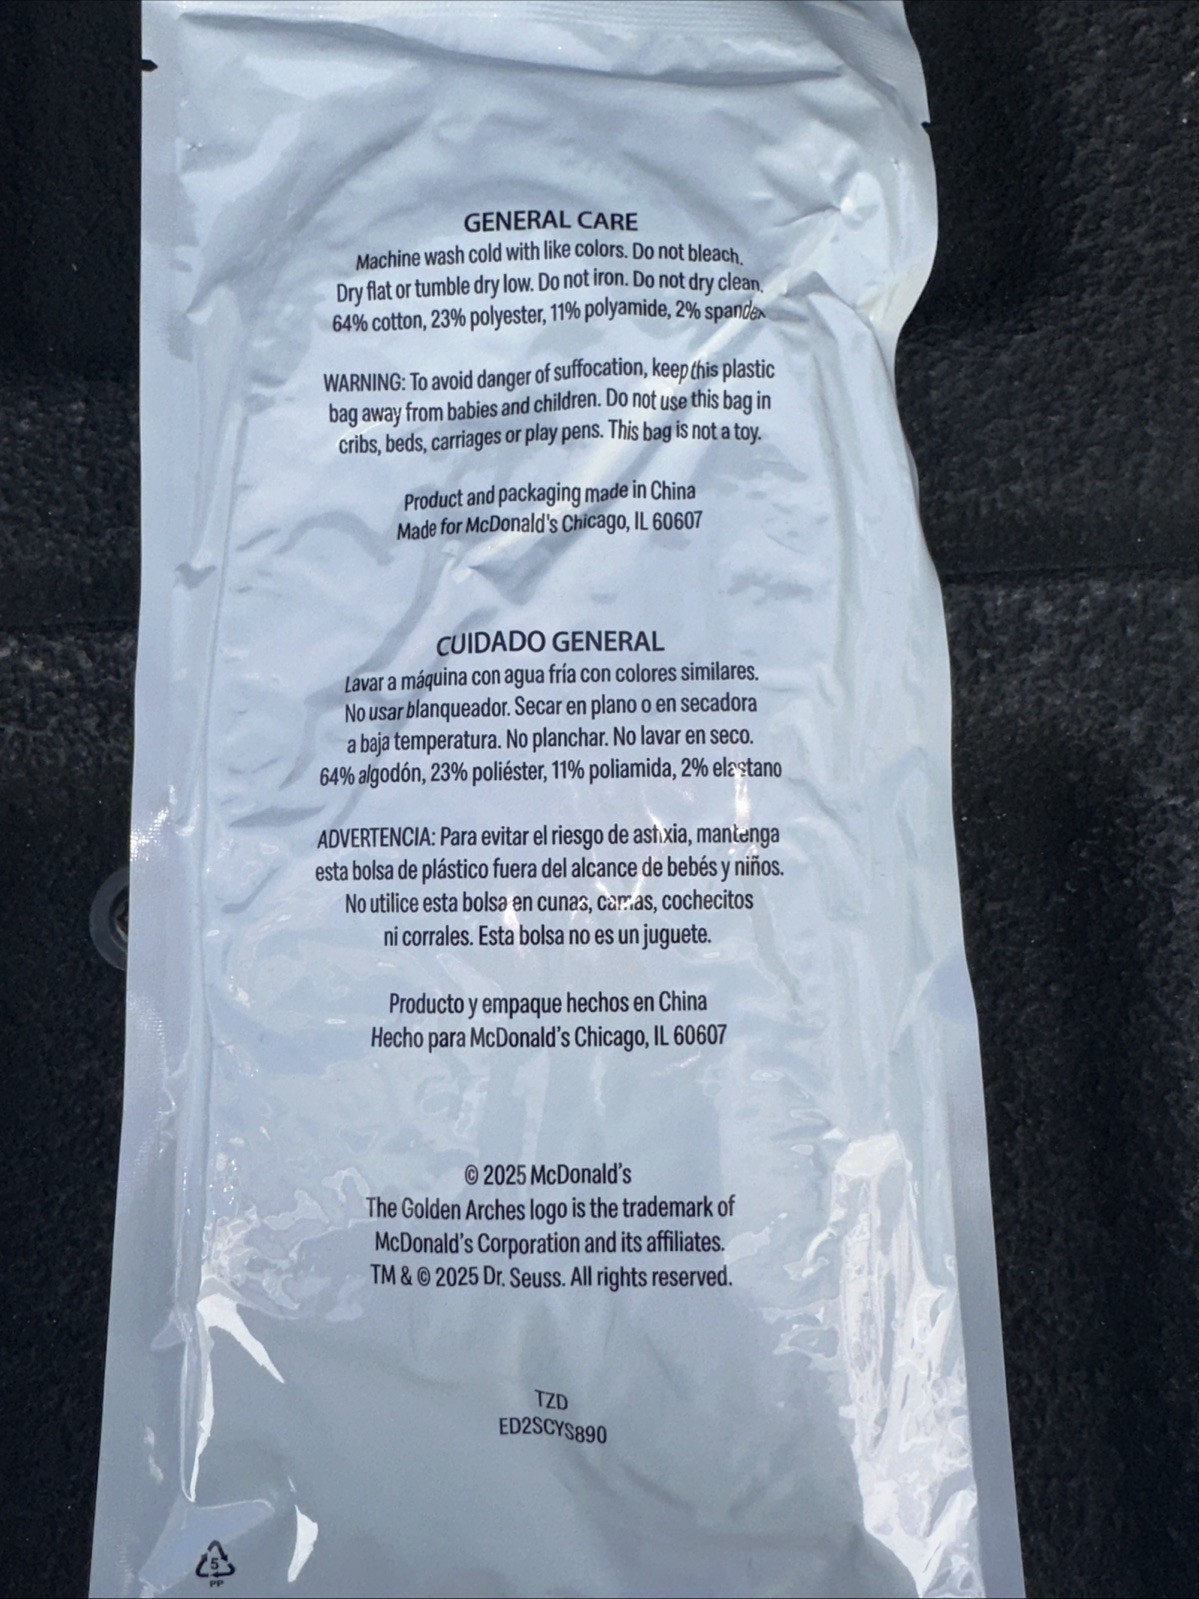 GENERAL CARE
Machine wash cold with like colors. Do not bleach.
Dry flat or tumble dry low. Do not iron. Do not dry clean.
64% cotton, 23% polyester, 11% polyamide, 2% spandex
WARNING: To avoid danger of suffocation, keep this plastic
bag away from babies and children. Do not use this bag in
cribs, beds, carriages or play pens. This bag is not a toy.
Product and packaging made in China
Made for McDonald's Chicago, IL 60607
CUIDADO GENERAL
Lavar a máquina con agua fría con colores similares.
No usar blanqueador. Secar en plano o en secadora
a baja temperatura. No planchar. No lavar en seco.
64% algodón, 23% poliéster, 11% poliamida, 2% elastano
ADVERTENCIA: Para evitar el riesgo de asfixia, mantenga
esta bolsa de plástico fuera del alcance de bebés y niños.
No utilice esta bolsa en cunas, camas, cochecitos
ni corrales. Esta bolsa no es un juguete.
Producto y empaque hechos en China
Hecho para McDonald's Chicago, IL 60607
© 2025 McDonald's
The Golden Arches logo is the trademark of
McDonald's Corporation and its affiliates.
TM & © 2025 Dr. Seuss. All rights reserved.
TZD
ED2SCYS890
5
PP